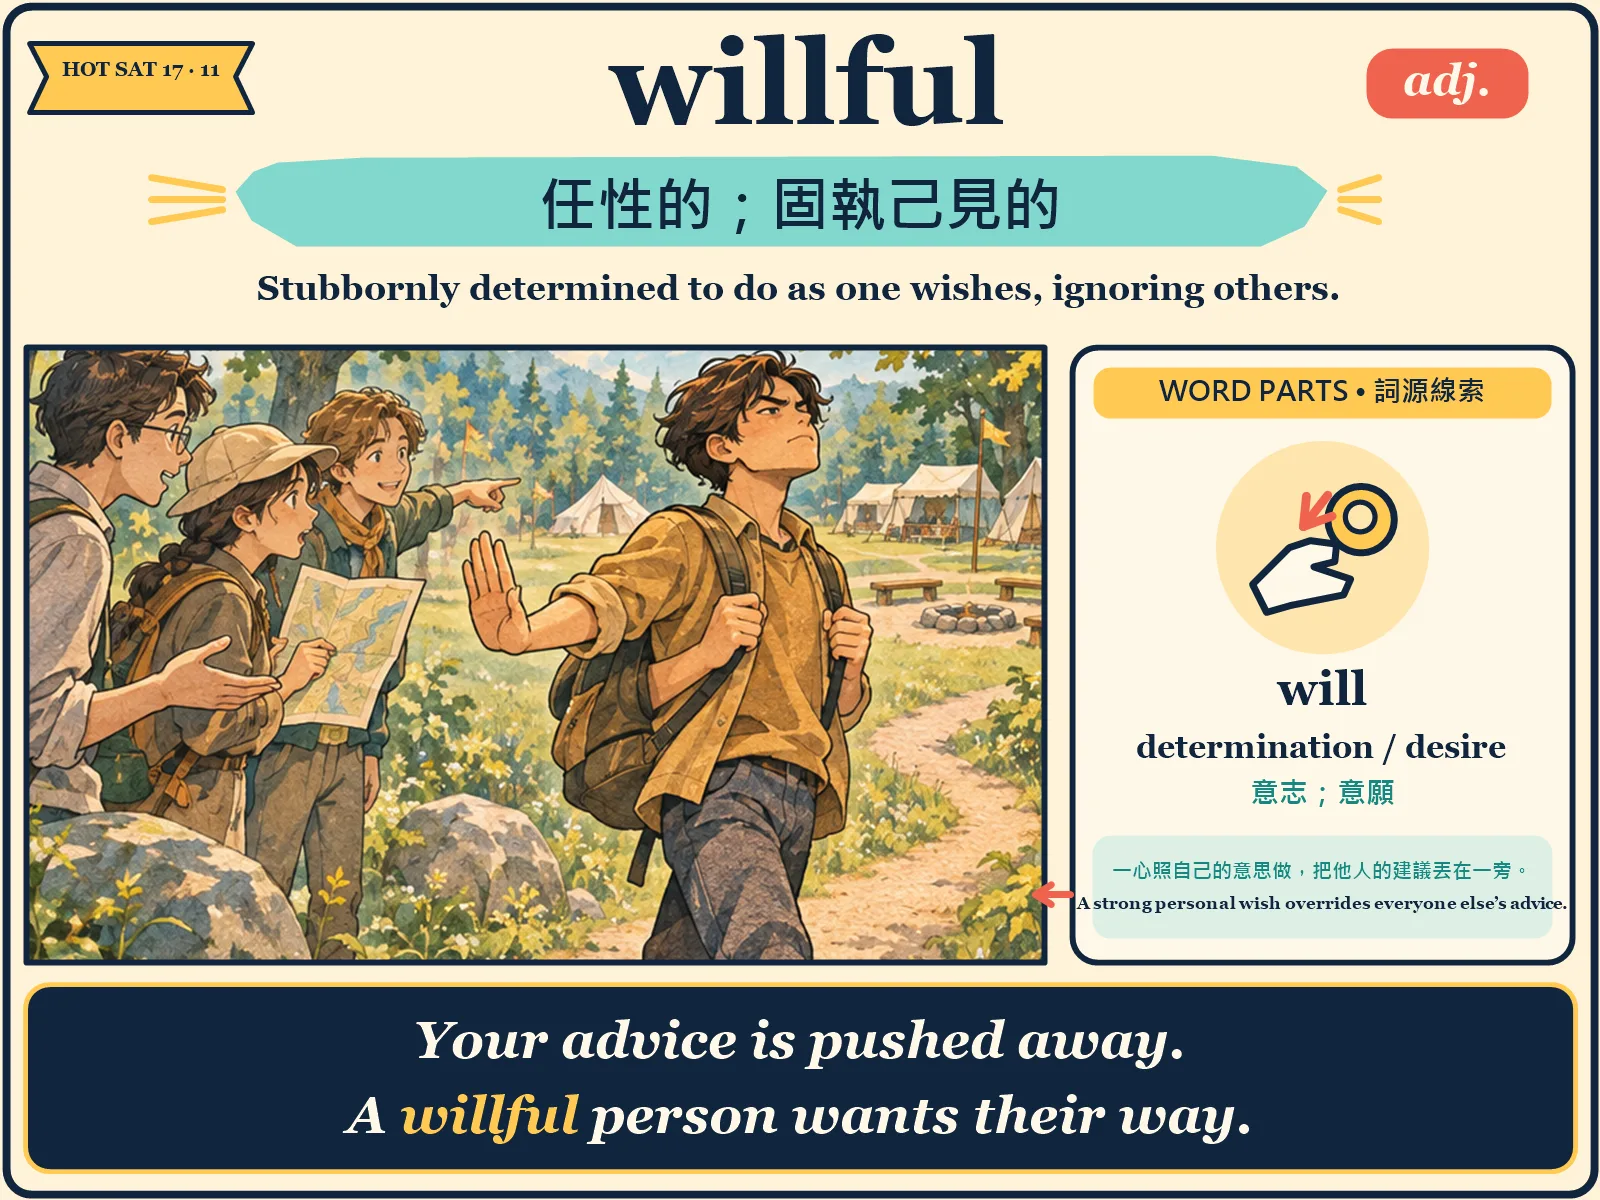 HOT SAT 17 · 11
willful
adj.
任性的；固執己見的
Stubbornly determined to do as one wishes, ignoring others.
WORD PARTS • 詞源線索
will
determination / desire
意志；意願
一心照自己的意思做，把他人的建議丟在一旁。
A strong personal wish overrides everyone else's advice.
Your advice is pushed away.
A willful person wants their way.